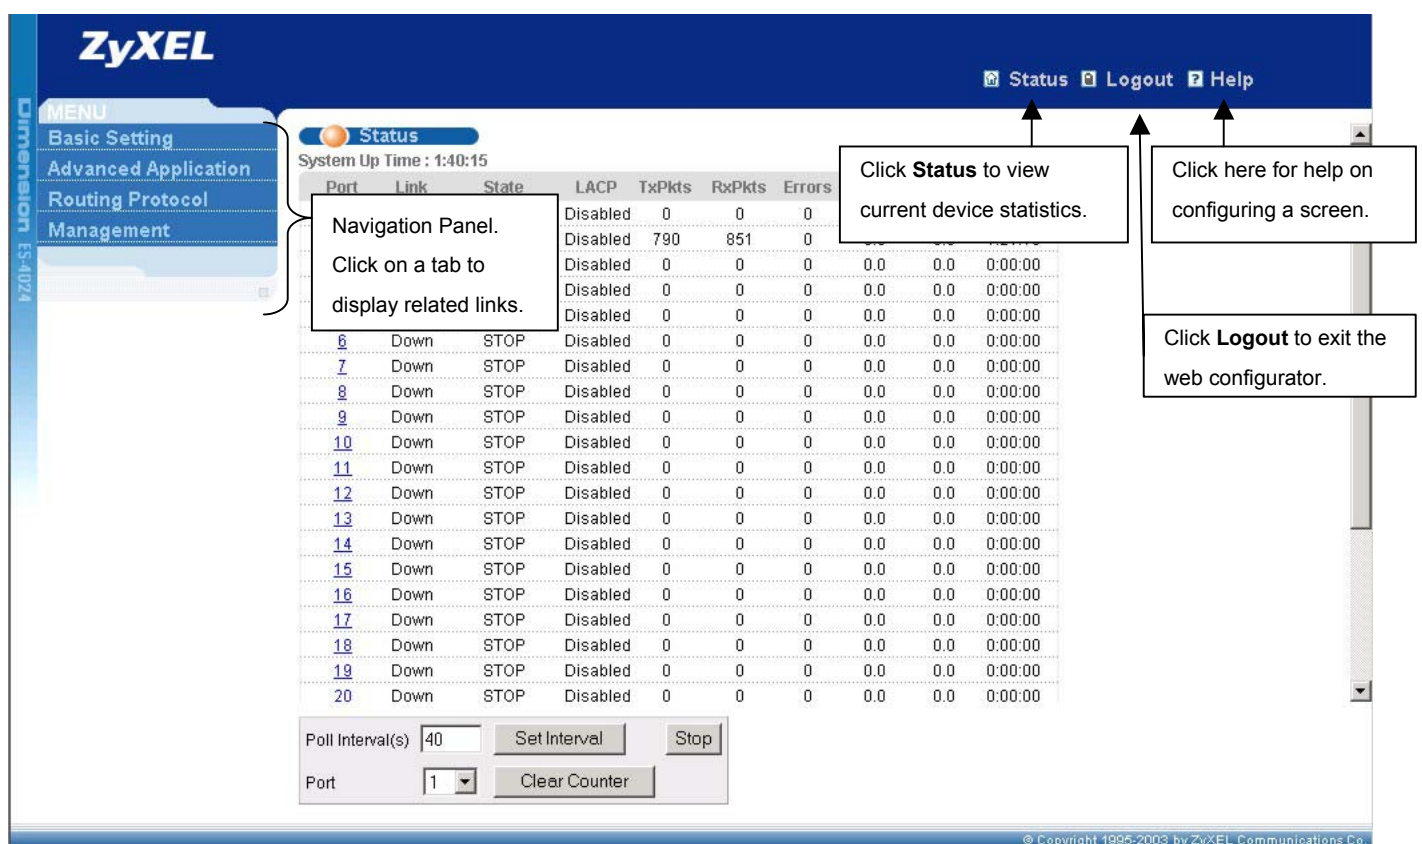 ZyXEL
Status Logout Help
Dimension ES-4024
MENU
Basic Setting
Advanced Application
Routing Protocol
Management
Status
System Up Time : 1:40:15
Port Link State LACP TxPkts RxPkts Errors
Disabled 0 0 0
Disabled 790 851 0
Disabled 0 0 0 0.0 0.0 0:00:00
Disabled 0 0 0 0.0 0.0 0:00:00
Disabled 0 0 0 0.0 0.0 0:00:00
6 Down STOP Disabled 0 0 0 0.0 0.0 0:00:00
7 Down STOP Disabled 0 0 0 0.0 0.0 0:00:00
8 Down STOP Disabled 0 0 0 0.0 0.0 0:00:00
9 Down STOP Disabled 0 0 0 0.0 0.0 0:00:00
10 Down STOP Disabled 0 0 0 0.0 0.0 0:00:00
11 Down STOP Disabled 0 0 0 0.0 0.0 0:00:00
12 Down STOP Disabled 0 0 0 0.0 0.0 0:00:00
13 Down STOP Disabled 0 0 0 0.0 0.0 0:00:00
14 Down STOP Disabled 0 0 0 0.0 0.0 0:00:00
15 Down STOP Disabled 0 0 0 0.0 0.0 0:00:00
16 Down STOP Disabled 0 0 0 0.0 0.0 0:00:00
17 Down STOP Disabled 0 0 0 0.0 0.0 0:00:00
18 Down STOP Disabled 0 0 0 0.0 0.0 0:00:00
19 Down STOP Disabled 0 0 0 0.0 0.0 0:00:00
20 Down STOP Disabled 0 0 0 0.0 0.0 0:00:00
Navigation Panel.
Click on a tab to
display related links.
Click Status to view
current device statistics.
Click here for help on
configuring a screen.
Click Logout to exit the
web configurator.
Poll Interval(s) 40 Set Interval Stop
Port 1 Clear Counter
© Copyright 1995-2003 by ZyXEL Communications Co.